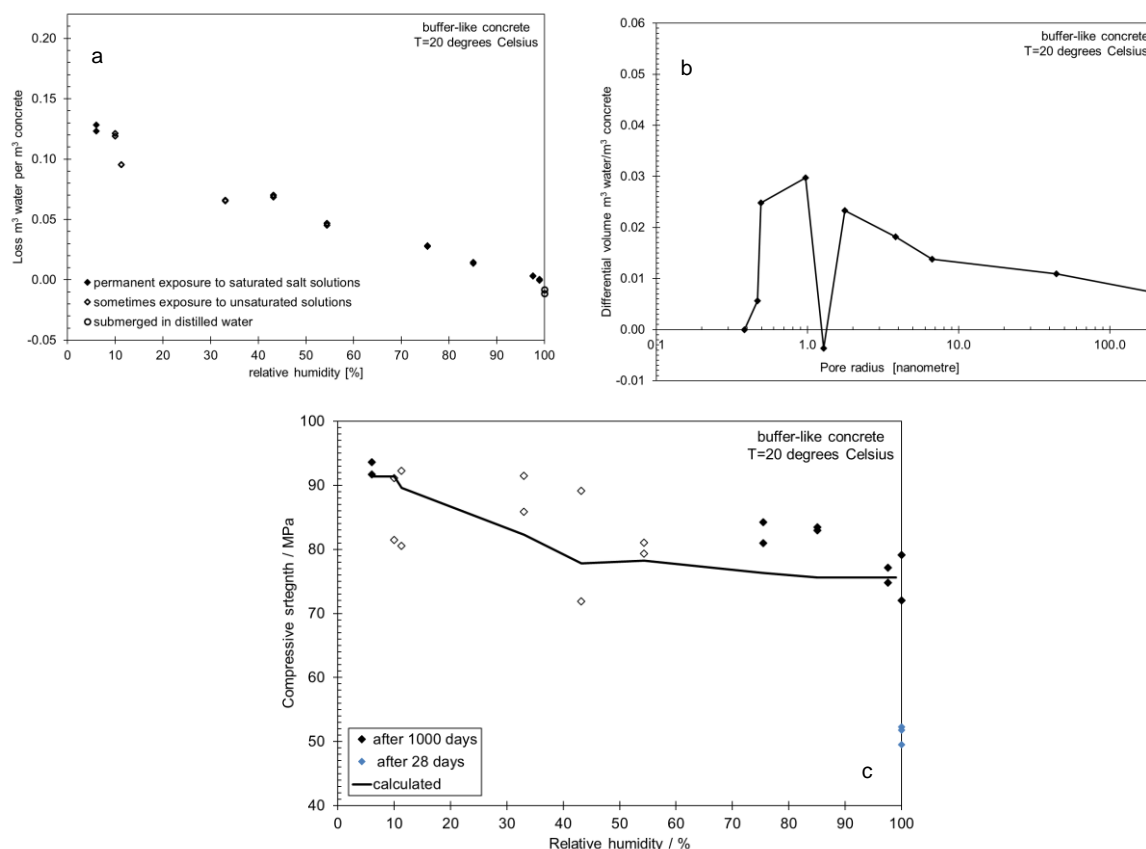 buffer-like concrete
T=20 degrees Celsius
a
0.20
0.15
0.10
0.05
0.00
-0.05
Loss m³ water per m³ concrete
permanent exposure to saturated salt solutions
sometimes exposure to unsaturated solutions
submerged in distilled water
0 10 20 30 40 50 60 70 80 90 100
relative humidity [%]
buffer-like concrete
T=20 degrees Celsius
b
0.06
0.05
0.04
0.03
0.02
0.01
0.00
-0.01
Differential volume m³ water/m³ concrete
0.1 1.0 10.0 100.0
Pore radius [nanometre]
buffer-like concrete
T=20 degrees Celsius
100
90
80
70
60
50
40
Compressive srtegnth / MPa
after 1000 days
after 28 days
calculated
c
0 10 20 30 40 50 60 70 80 90 100
Relative humidity / %